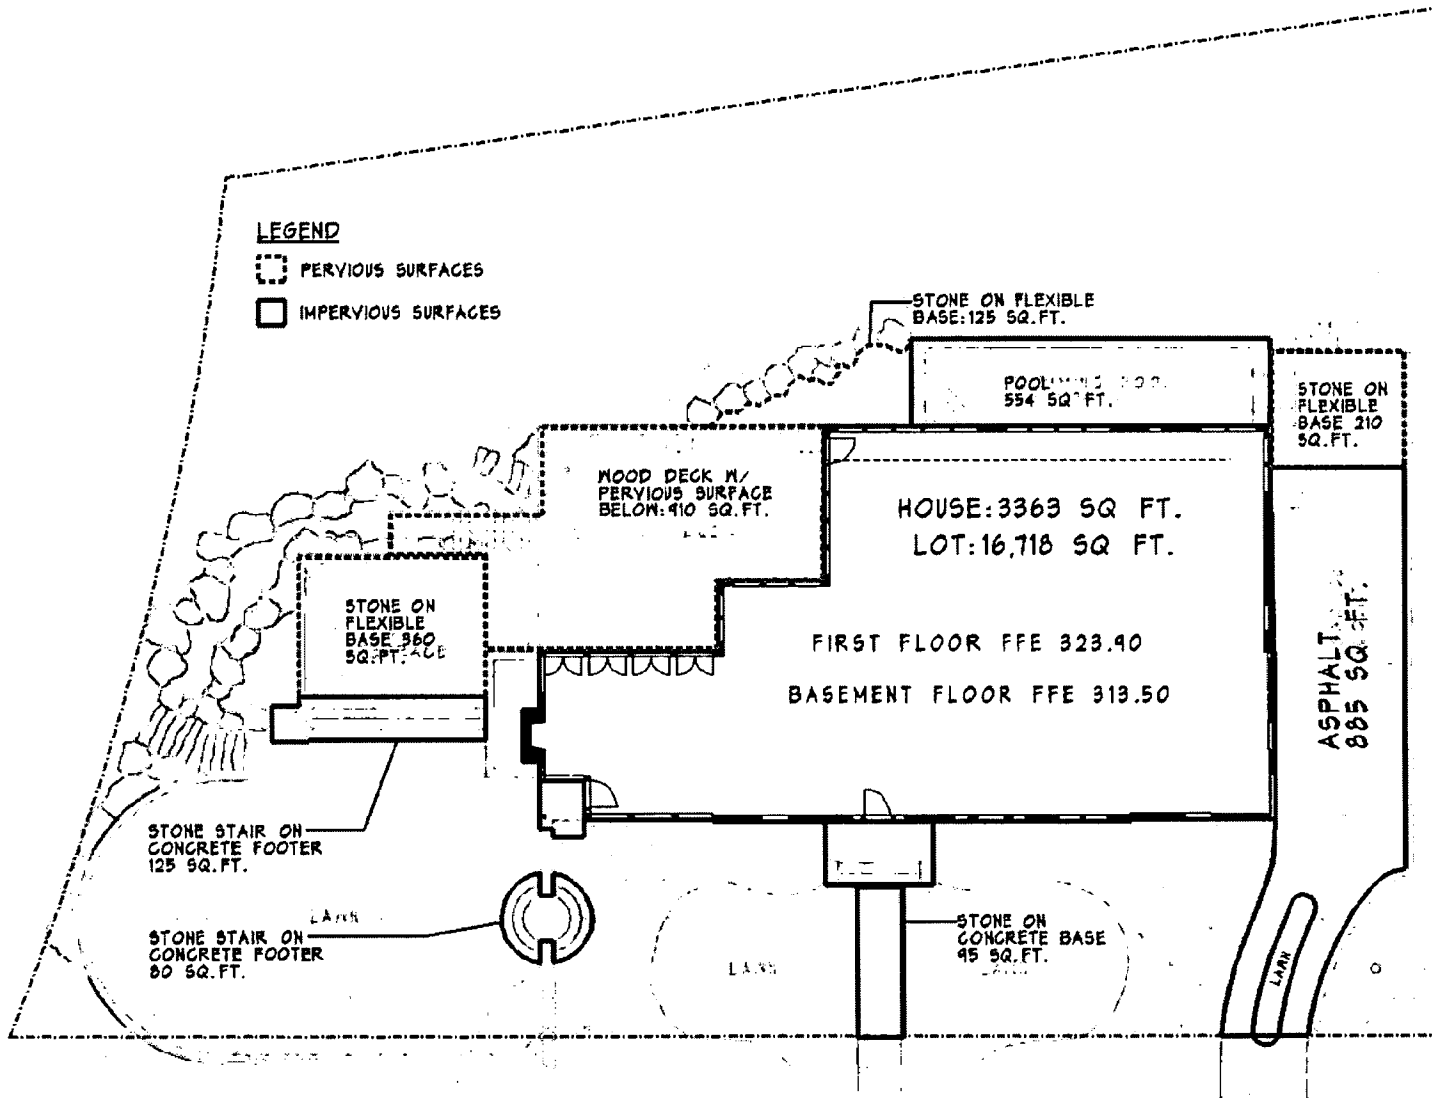 LEGEND
PERVIOUS SURFACES
IMPERVIOUS SURFACES
STONE ON FLEXIBLE
BASE:125 SQ.FT.
POOL
554 SQ FT.
STONE ON
FLEXIBLE
BASE 210
SQ.FT.
WOOD DECK W/
PERVIOUS SURFACE
BELOW:910 SQ.FT.
HOUSE:3363 SQ FT.
LOT:16,718 SQ FT.
STONE ON
FLEXIBLE
BASE 360
SQ.FT.
FIRST FLOOR FFE 323.90
BASEMENT FLOOR FFE 313.50
ASPHALT
885 SQ.FT.
STONE STAIR ON
CONCRETE FOOTER
125 SQ.FT.
LAWN
STONE STAIR ON
CONCRETE FOOTER
80 SQ.FT.
STONE ON
CONCRETE BASE
95 SQ.FT.
LAWN
LAWN